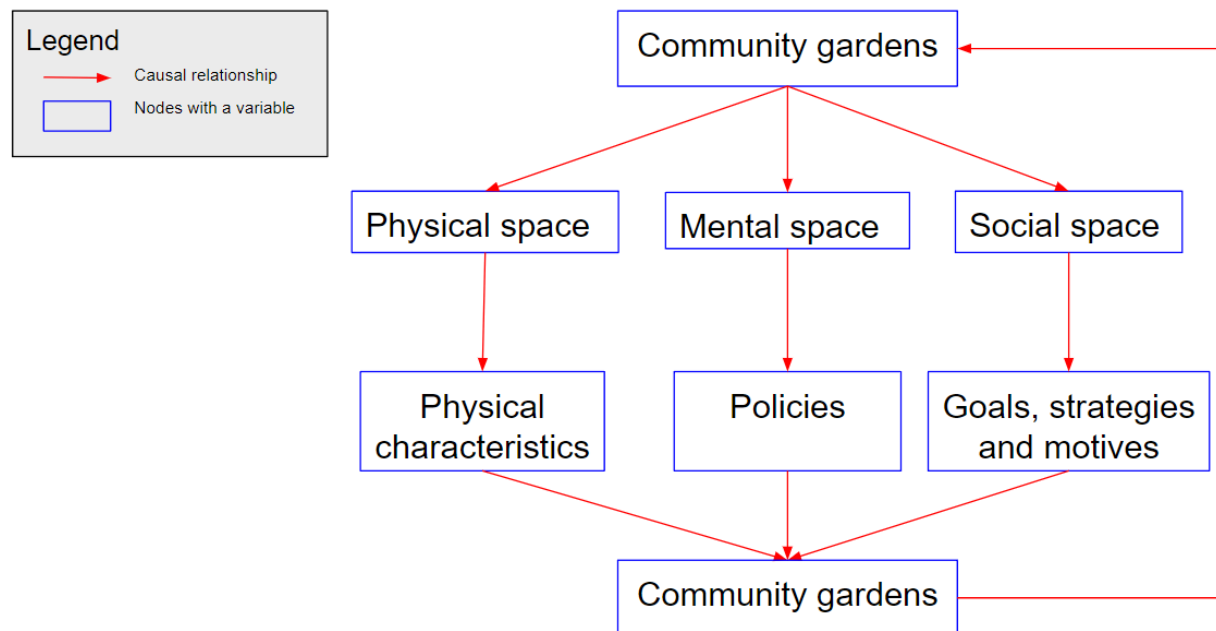 Legend
Causal relationship
Nodes with a variable
Community gardens
Physical space
Mental space
Social space
Physical
characteristics
Policies
Goals, strategies
and motives
Community gardens